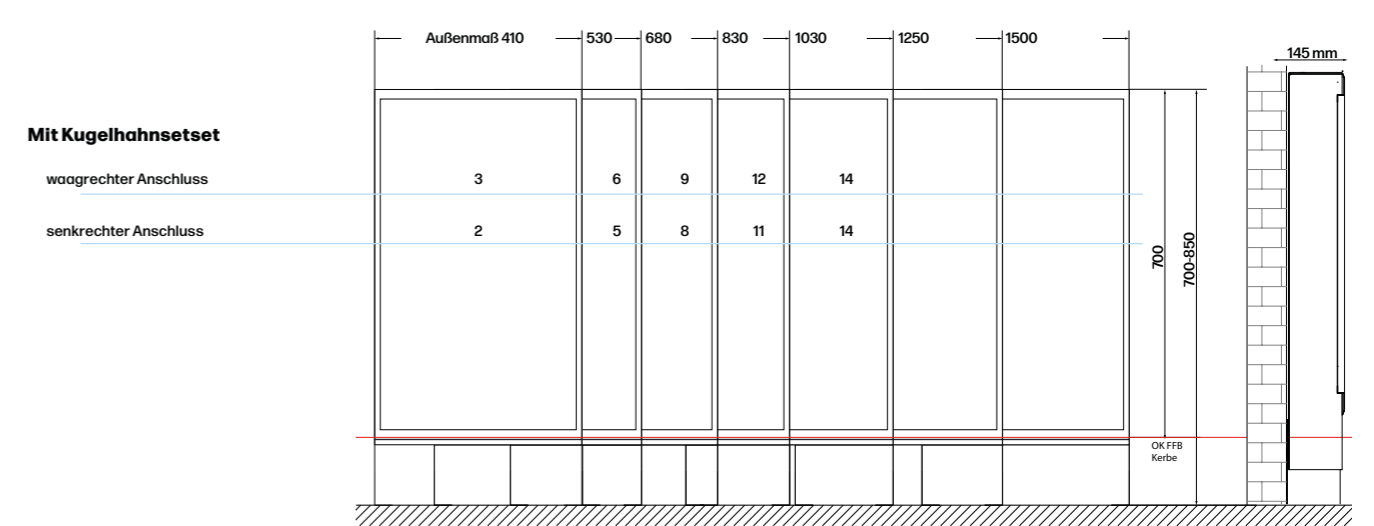 Außenmaß 410 530 680 830 1030 1250 1500
145 mm
Mit Kugelhahnsetset
waagrechter Anschluss 3 6 9 12 14
senkrechter Anschluss 2 5 8 11 14
700
700-850
OK FFB
Kerbe